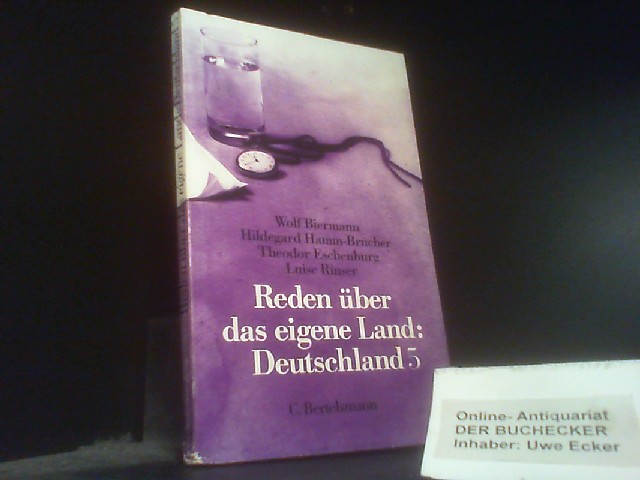 Wolf Biermann
Hildegard Hamm-Brücher
Theodor Eschenburg
Luise Rinser
Reden über
das eigene Land:
Deutschland 5
C. Bertelsmann
Online- Antiquariat
DER BUCHECKER
Inhaber: Uwe Ecker